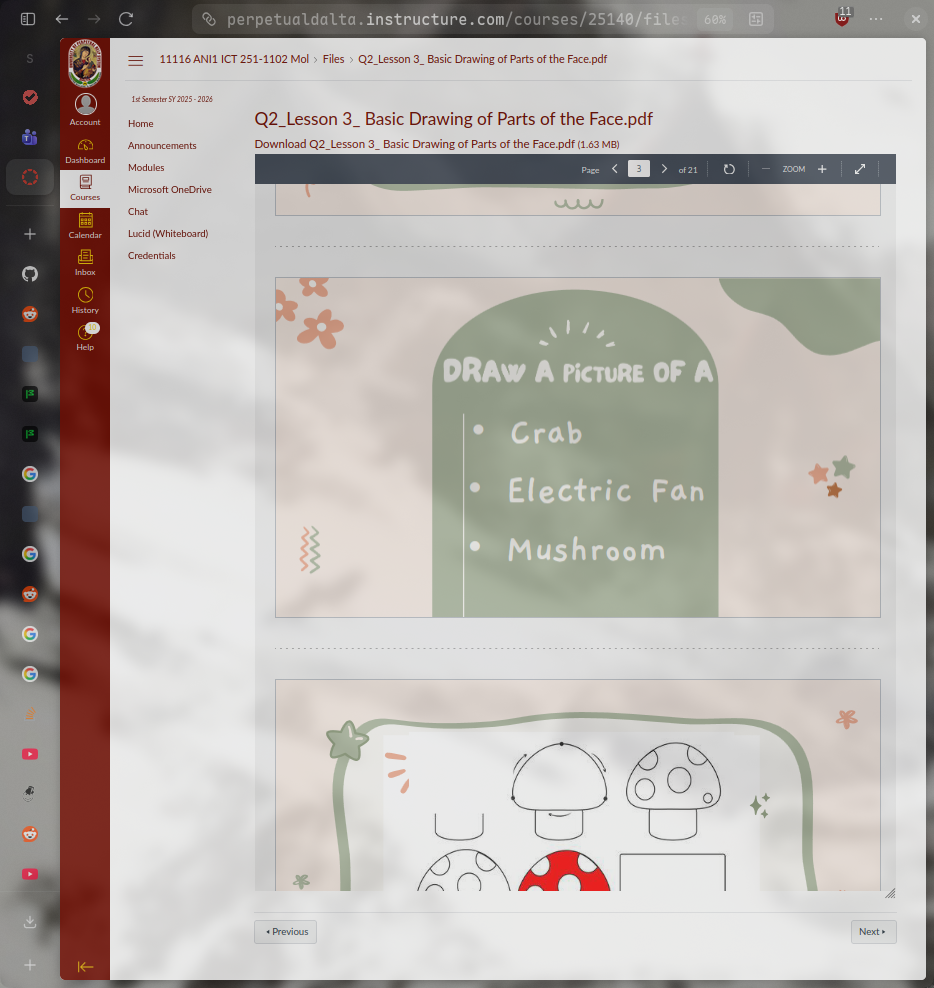 perpetualdalta.instructure.com/courses/25140/files
60%
11
S
11116 ANI1 ICT 251-1102 Mol › Files › Q2_Lesson 3_ Basic Drawing of Parts of the Face.pdf
Account
Dashboard
Courses
Calendar
Inbox
History
10
Help
1st Semester SY 2025 - 2026
Home
Announcements
Modules
Microsoft OneDrive
Chat
Lucid (Whiteboard)
Credentials
Q2_Lesson 3_ Basic Drawing of Parts of the Face.pdf
Download Q2_Lesson 3_ Basic Drawing of Parts of the Face.pdf (1.63 MB)
Page 3 of 21 ZOOM
DRAW A PiCTURE OF A
• Crab
• Electric Fan
• Mushroom
Previous
Next